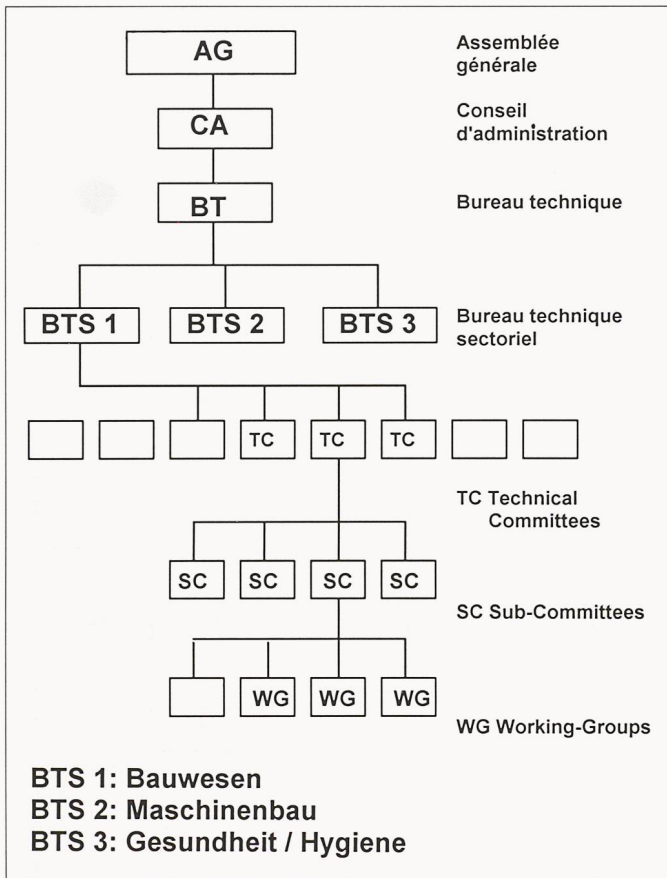 AG
Assemblée
générale
CA
Conseil
d'administration
BT
Bureau technique
BTS 1 BTS 2 BTS 3
Bureau technique
sectoriel
TC TC TC
TC Technical
Committees
SC SC SC SC
SC Sub-Committees
WG WG WG
WG Working-Groups
BTS 1: Bauwesen
BTS 2: Maschinenbau
BTS 3: Gesundheit / Hygiene